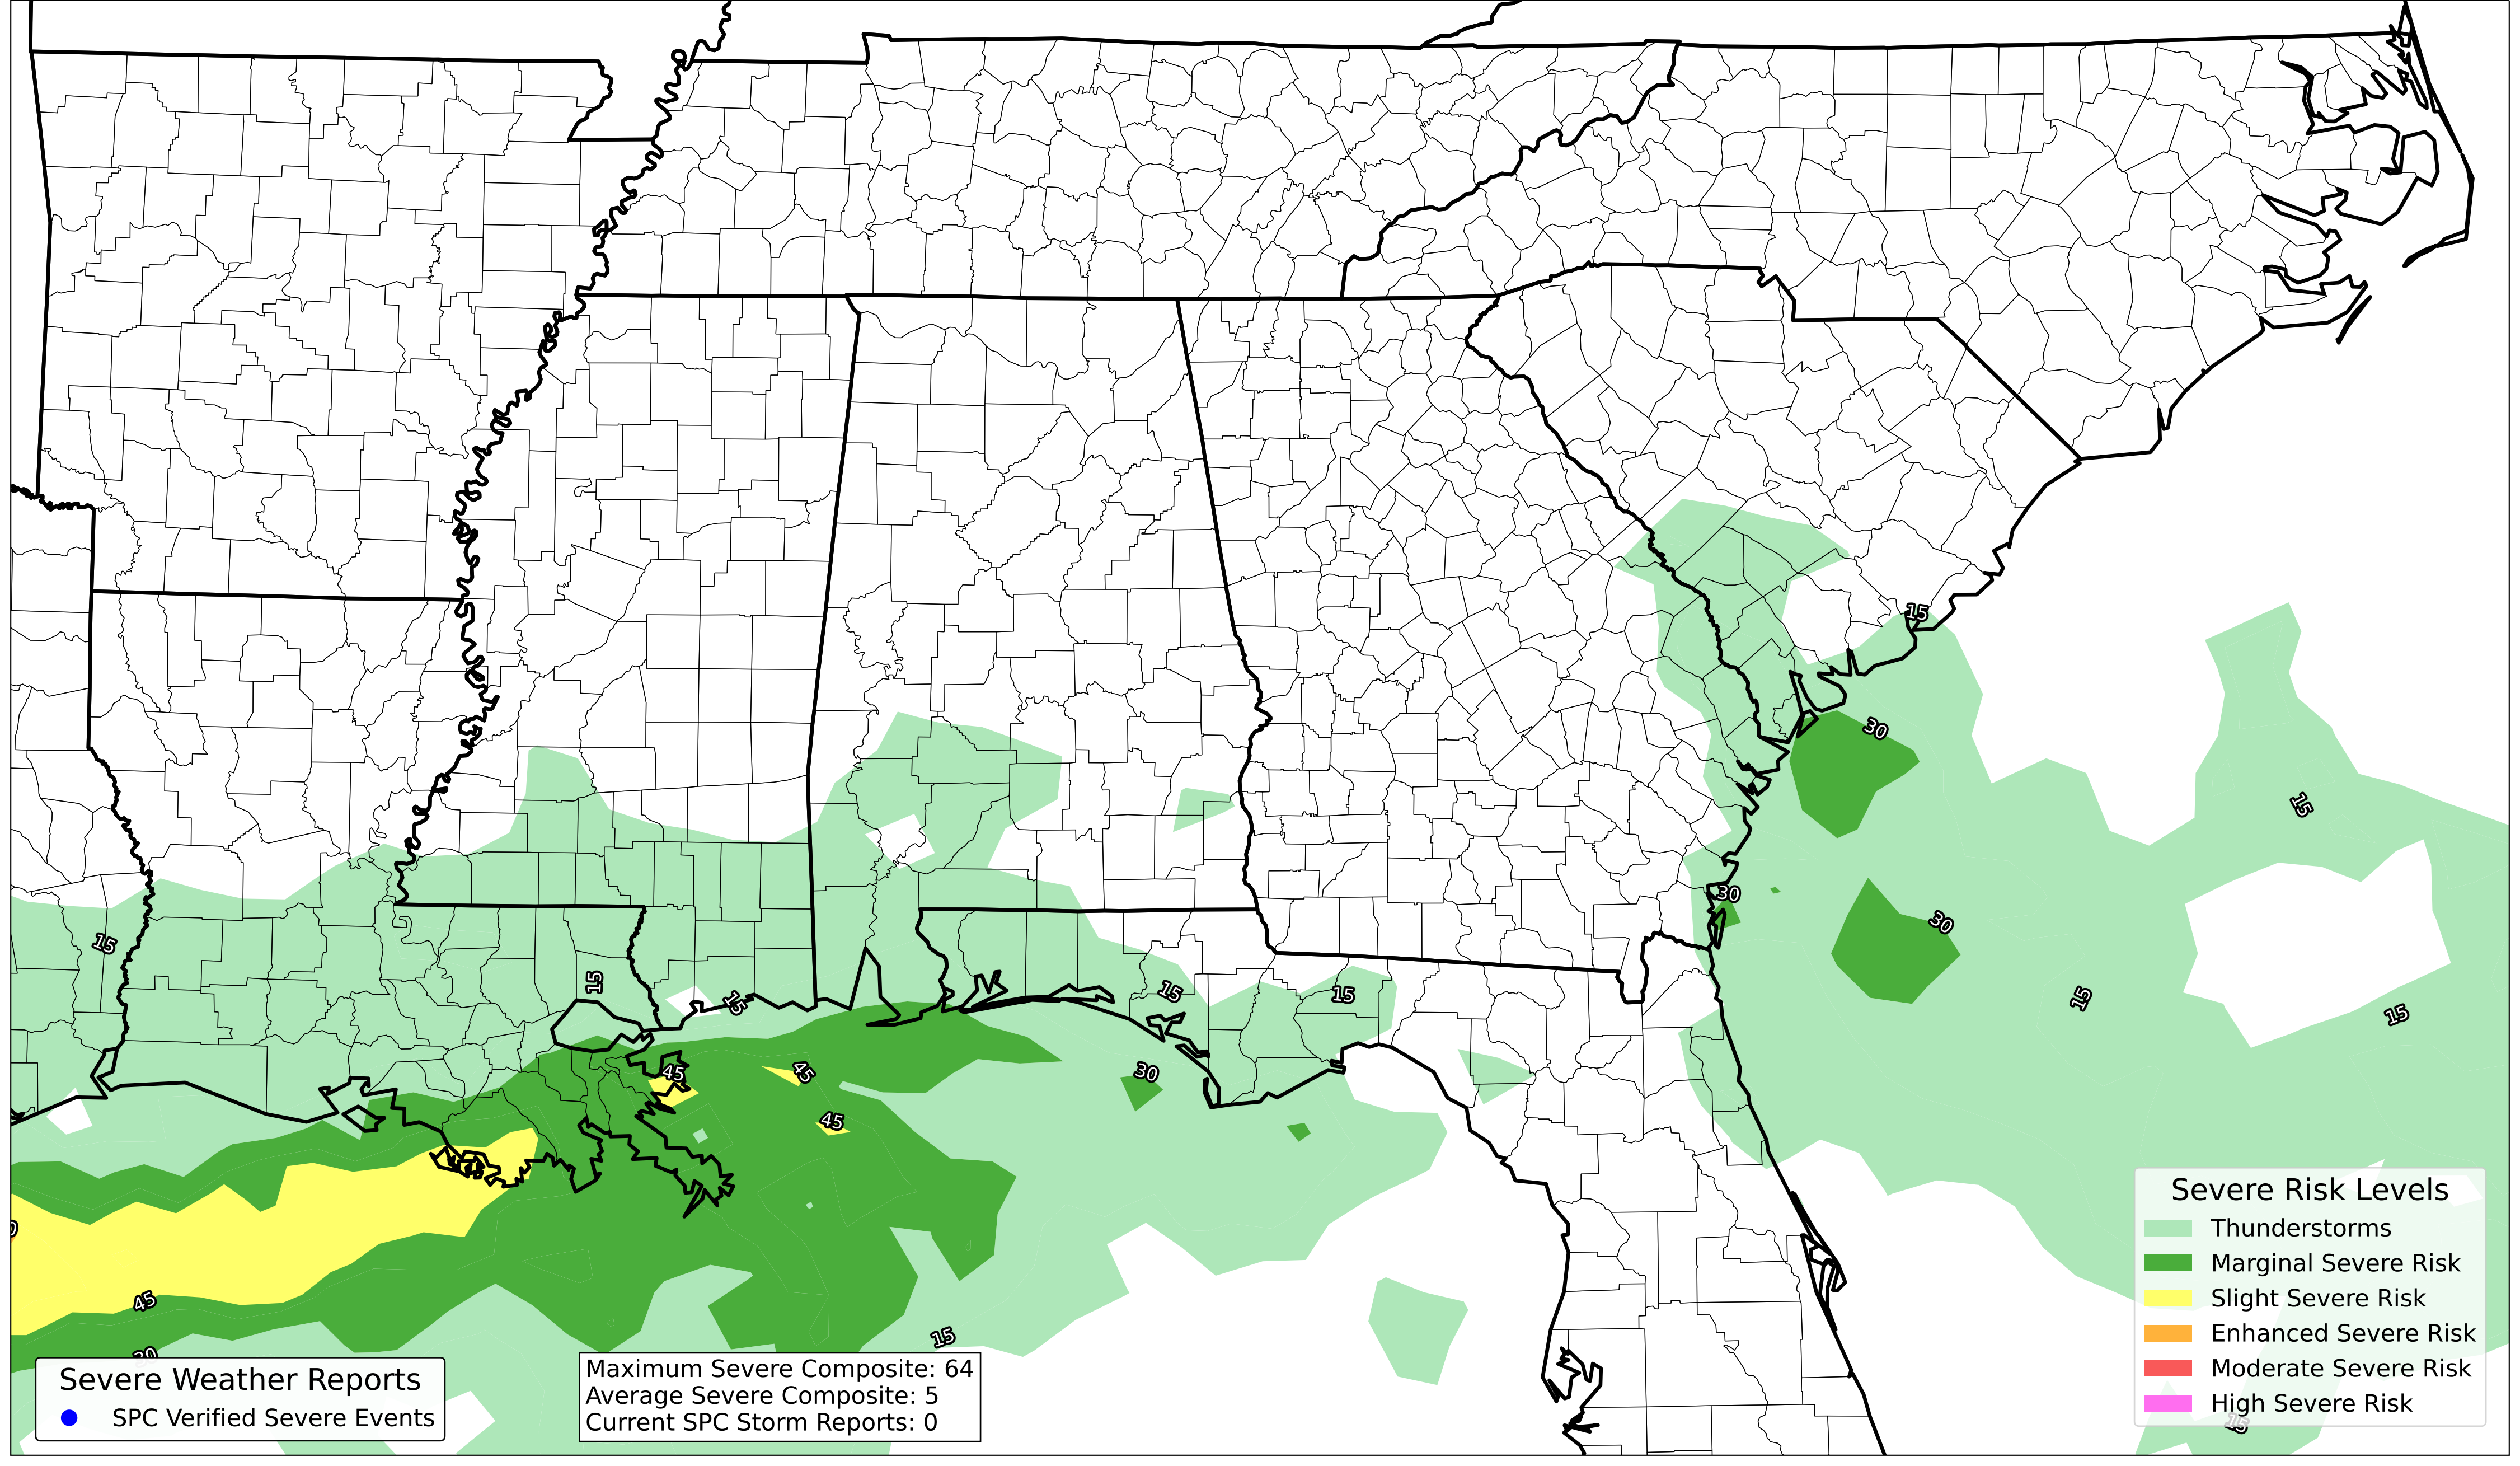 15
30
15
30
30
15
15
15
15
15
15
15
45
45
30
45
45
30
15
15
Severe Weather Reports
SPC Verified Severe Events
Maximum Severe Composite: 64
Average Severe Composite: 5
Current SPC Storm Reports: 0
Severe Risk Levels
Thunderstorms
Marginal Severe Risk
Slight Severe Risk
Enhanced Severe Risk
Moderate Severe Risk
High Severe Risk